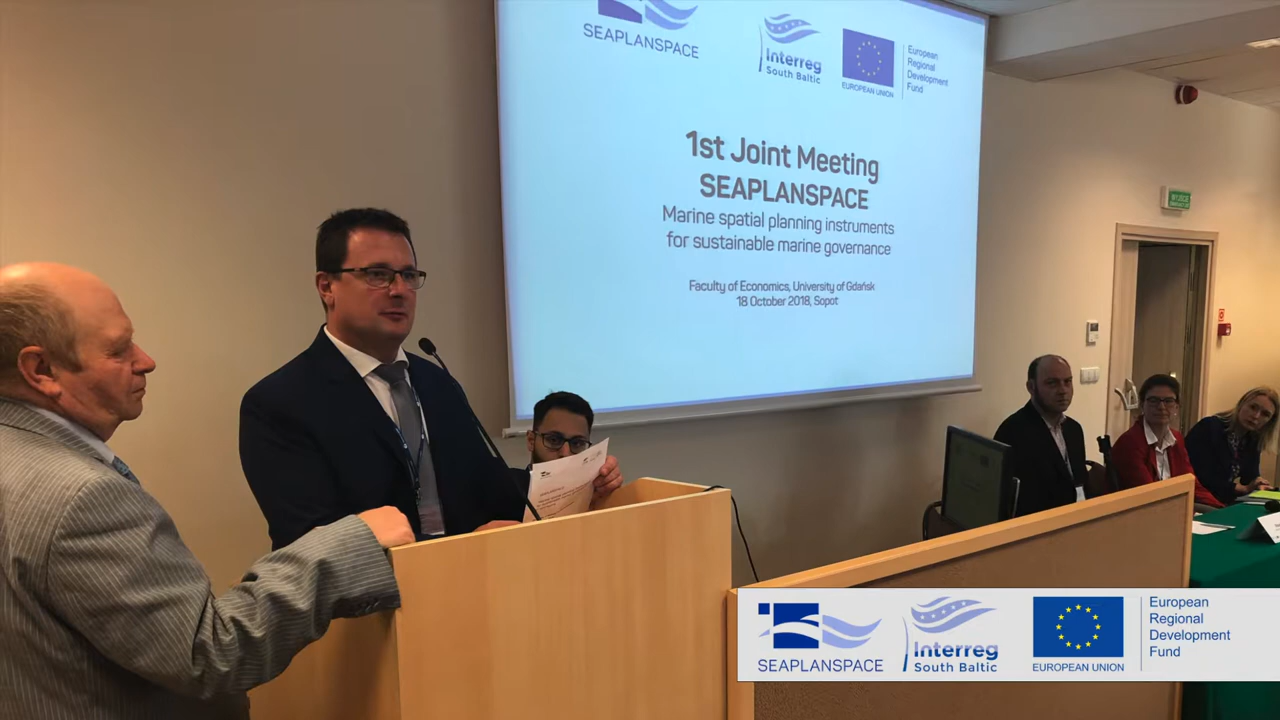 SEAPLANSPACE
Interreg
South Baltic
EUROPEAN UNION
European
Regional
Development
Fund
1st Joint Meeting
SEAPLANSPACE
Marine spatial planning instruments
for sustainable marine governance
Faculty of Economics, University of Gdańsk
18 October 2018, Sopot
SEAPLANSPACE
Interreg
South Baltic
EUROPEAN UNION
European
Regional
Development
Fund